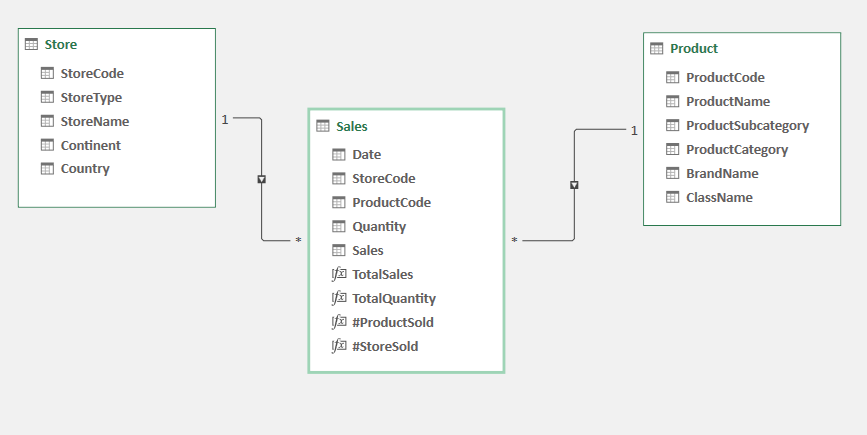 Store
StoreCode
StoreType
StoreName
Continent
Country
1
*
Sales
Date
StoreCode
ProductCode
Quantity
Sales
TotalSales
TotalQuantity
#ProductSold
#StoreSold
*
1
Product
ProductCode
ProductName
ProductSubcategory
ProductCategory
BrandName
ClassName